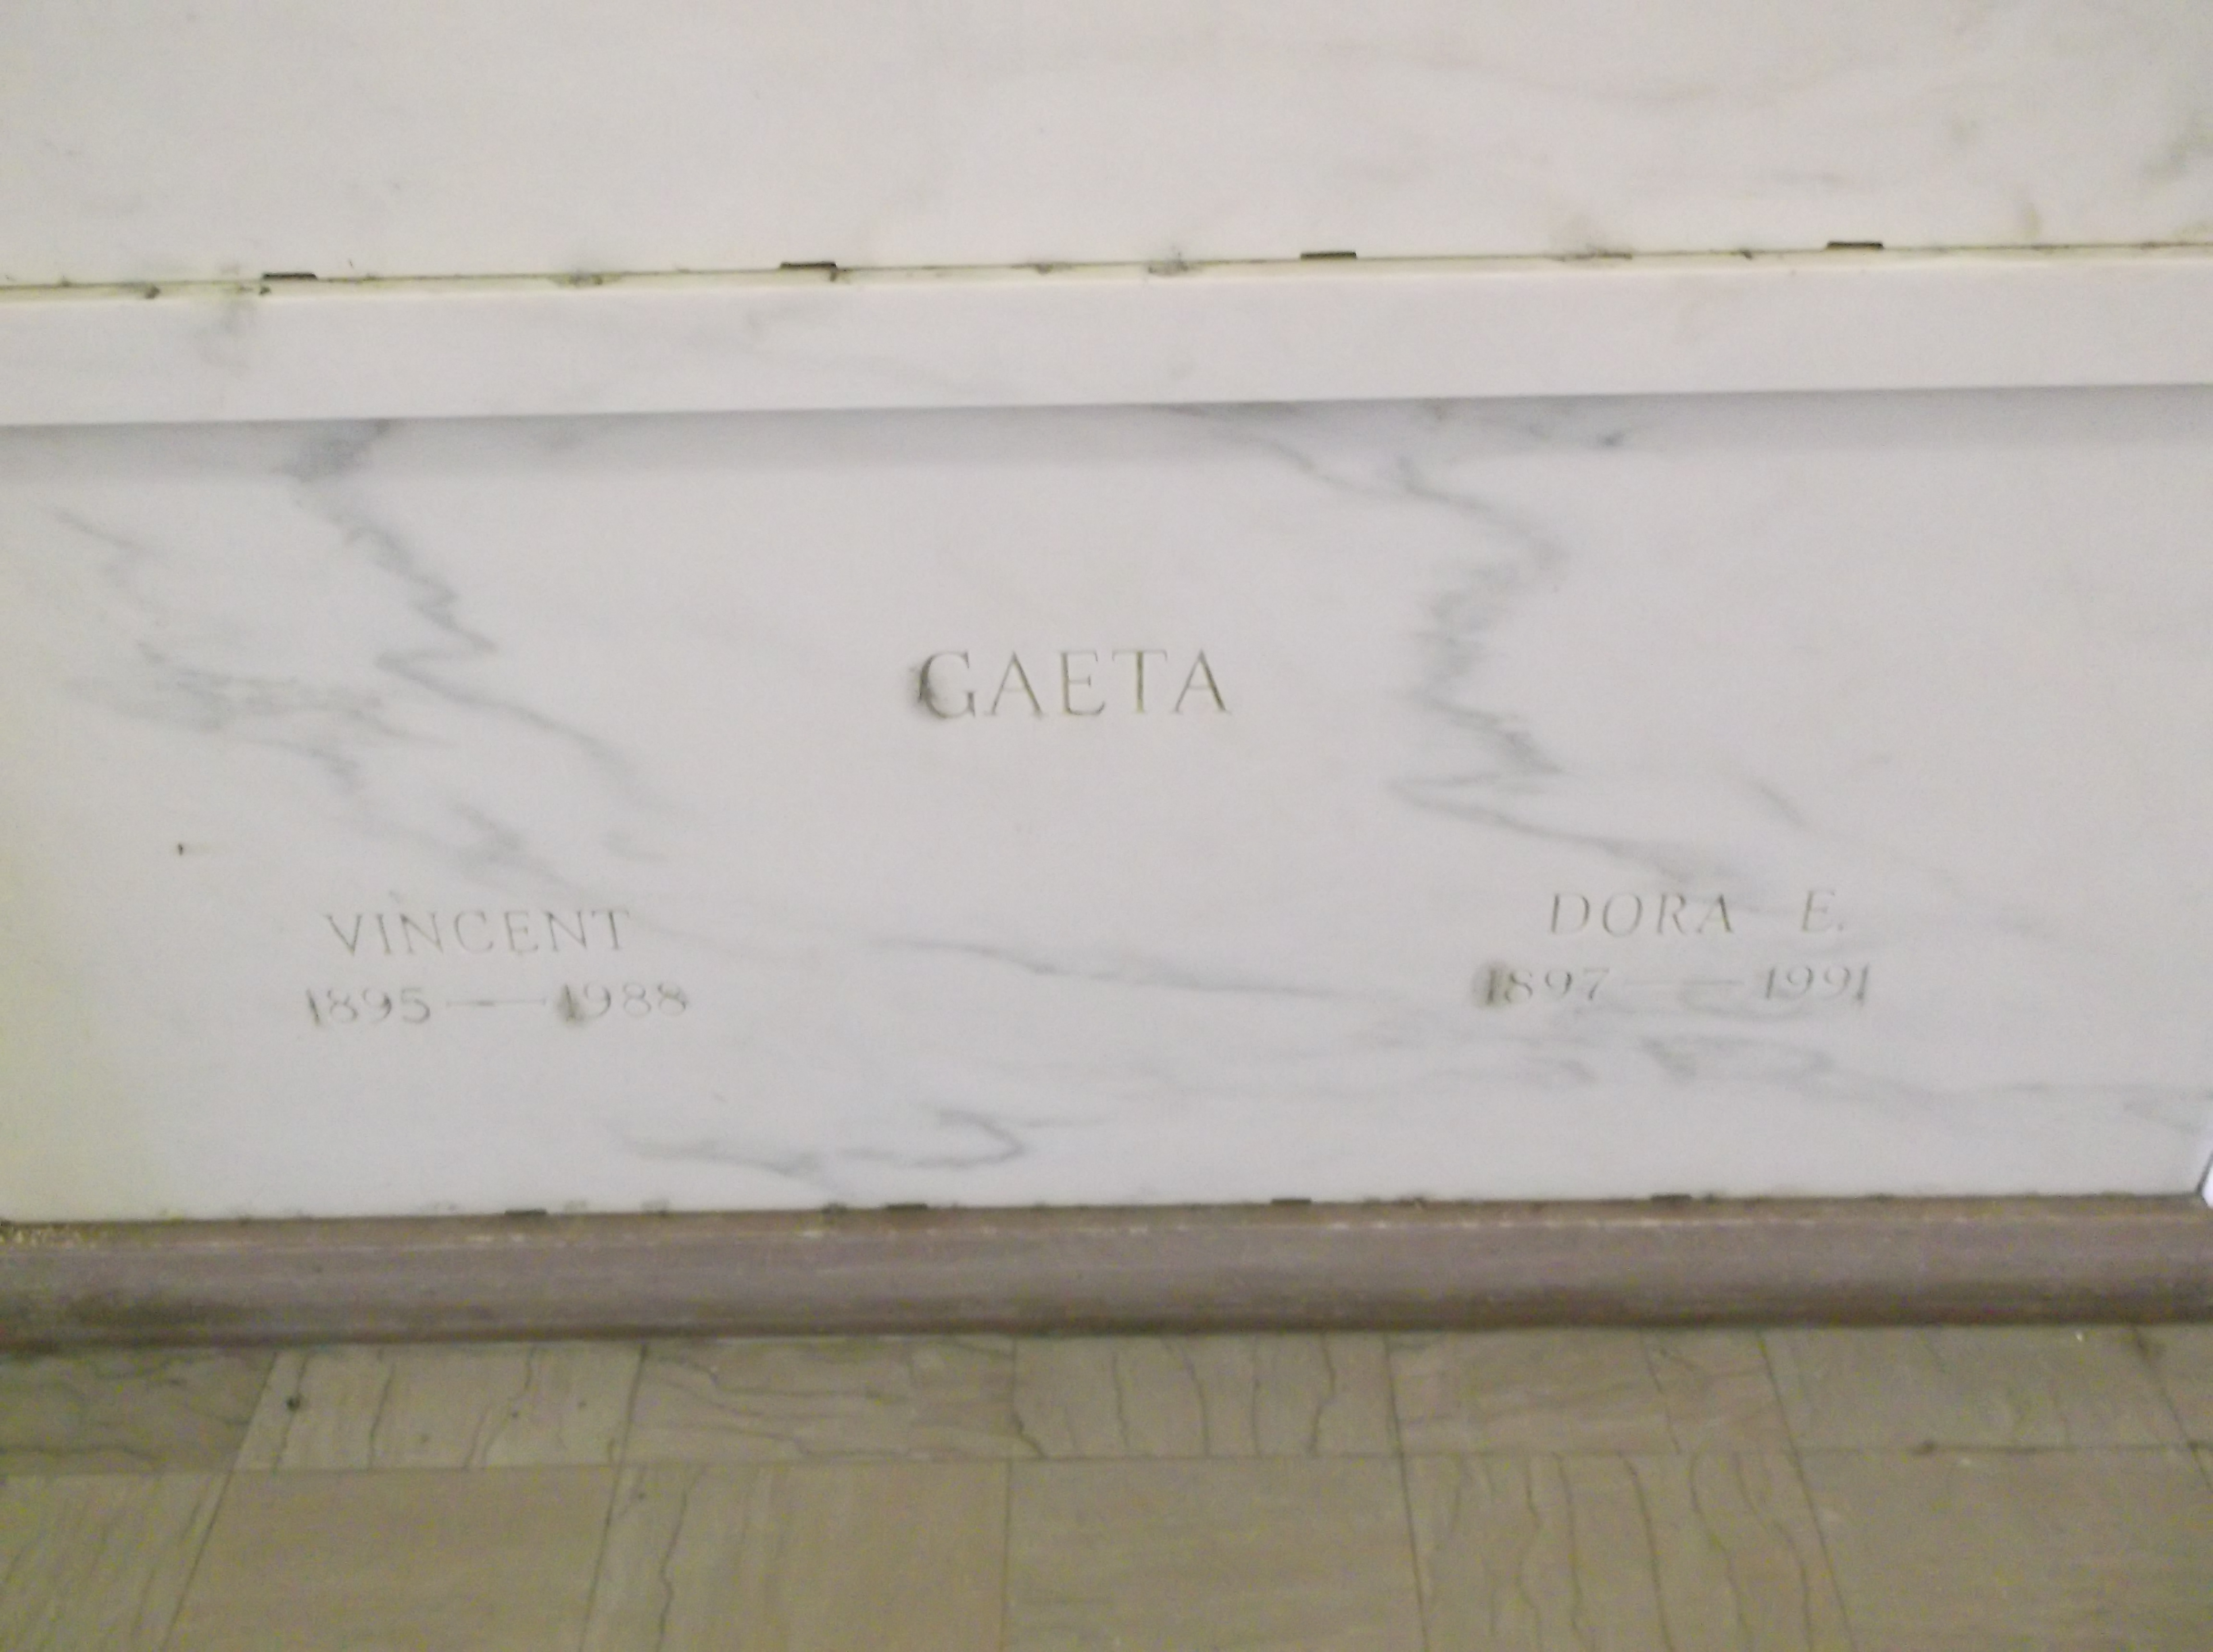 GAETA
VINCENT
1895 — 1988
DORA E.
1897 — 1991